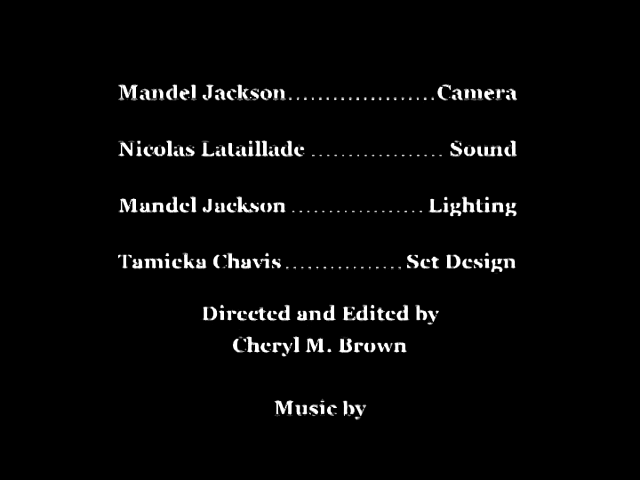 Mandel Jackson....................Camera
Nicolas Lataillade .................. Sound
Mandel Jackson .................. Lighting
Tamieka Chavis................Set Design
Directed and Edited by
Cheryl M. Brown
Music by